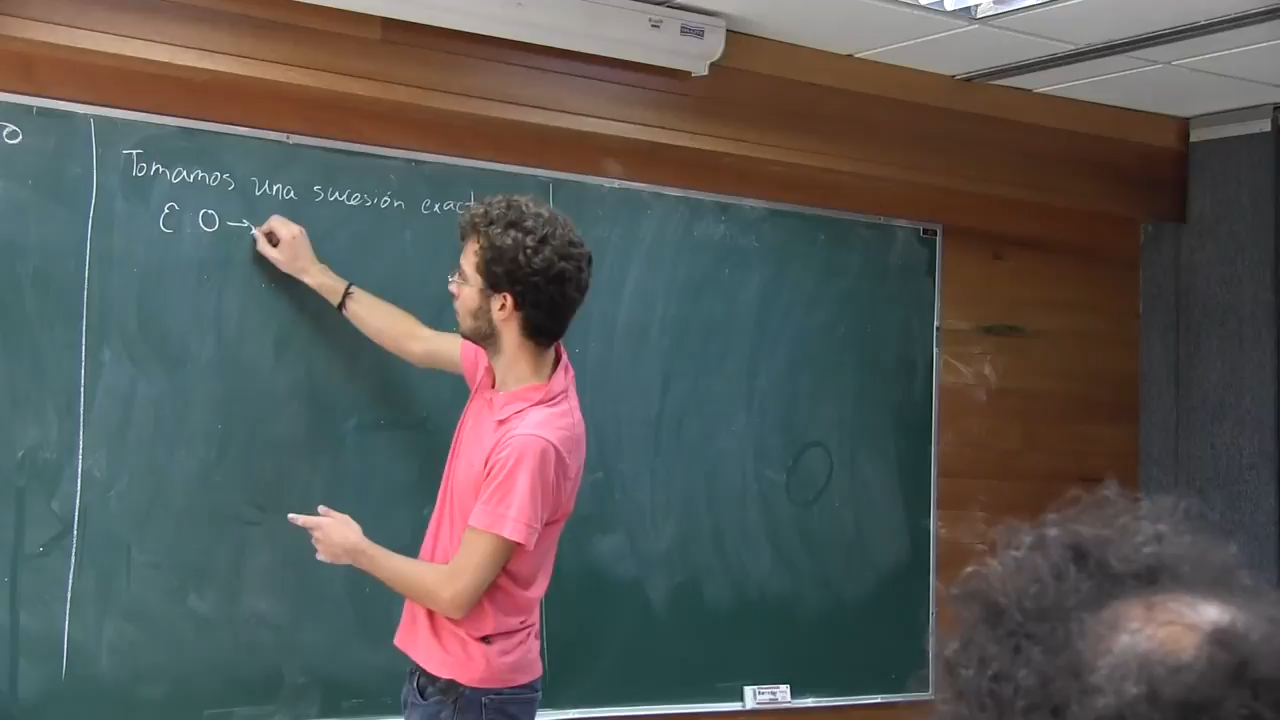 Tomamos una sucesión exact
ℰ: 0 →